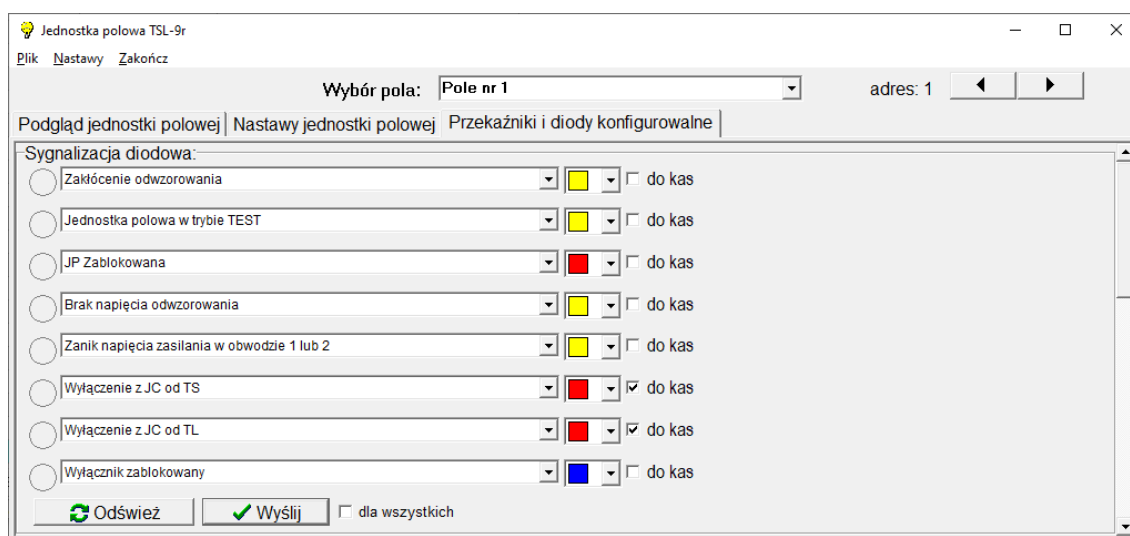 Jednostka polowa TSL-9r
Plik Nastawy Zakończ
Wybór pola: Pole nr 1 adres: 1
Podgląd jednostki polowej Nastawy jednostki polowej Przekaźniki i diody konfigurowalne
Sygnalizacja diodowa:
Zakłócenie odwzorowania do kas
Jednostka polowa w trybie TEST do kas
JP Zablokowana do kas
Brak napięcia odwzorowania do kas
Zanik napięcia zasilania w obwodzie 1 lub 2 do kas
Wyłączenie z JC od TS do kas
Wyłączenie z JC od TL do kas
Wyłącznik zablokowany do kas
Odśwież Wyślij dla wszystkich